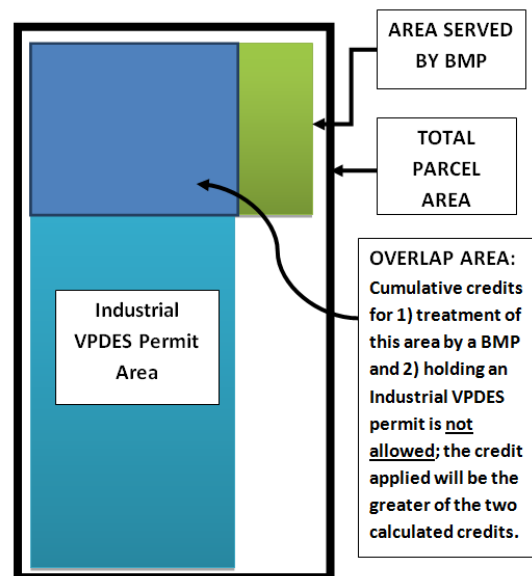 AREA SERVED
BY BMP
TOTAL
PARCEL
AREA
OVERLAP AREA:
Cumulative credits
for 1) treatment of
this area by a BMP
and 2) holding an
Industrial VPDES
permit is not
allowed; the credit
applied will be the
greater of the two
calculated credits.
Industrial
VPDES Permit
Area